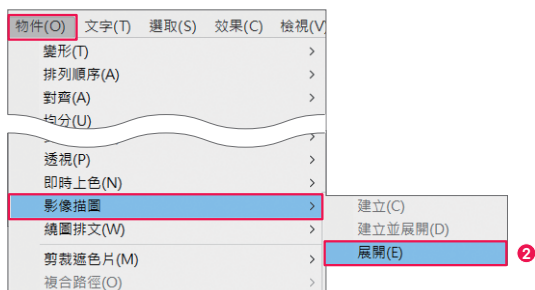 物件(O) 文字(T) 選取(S) 效果(C) 檢視(V)
變形(T)
排列順序(A)
對齊(A)
均分(U)
透視(P)
即時上色(N)
影像描圖
建立(C)
繞圖排文(W)
建立並展開(D)
展開(E)
2
剪裁遮色片(M)
複合路徑(O)